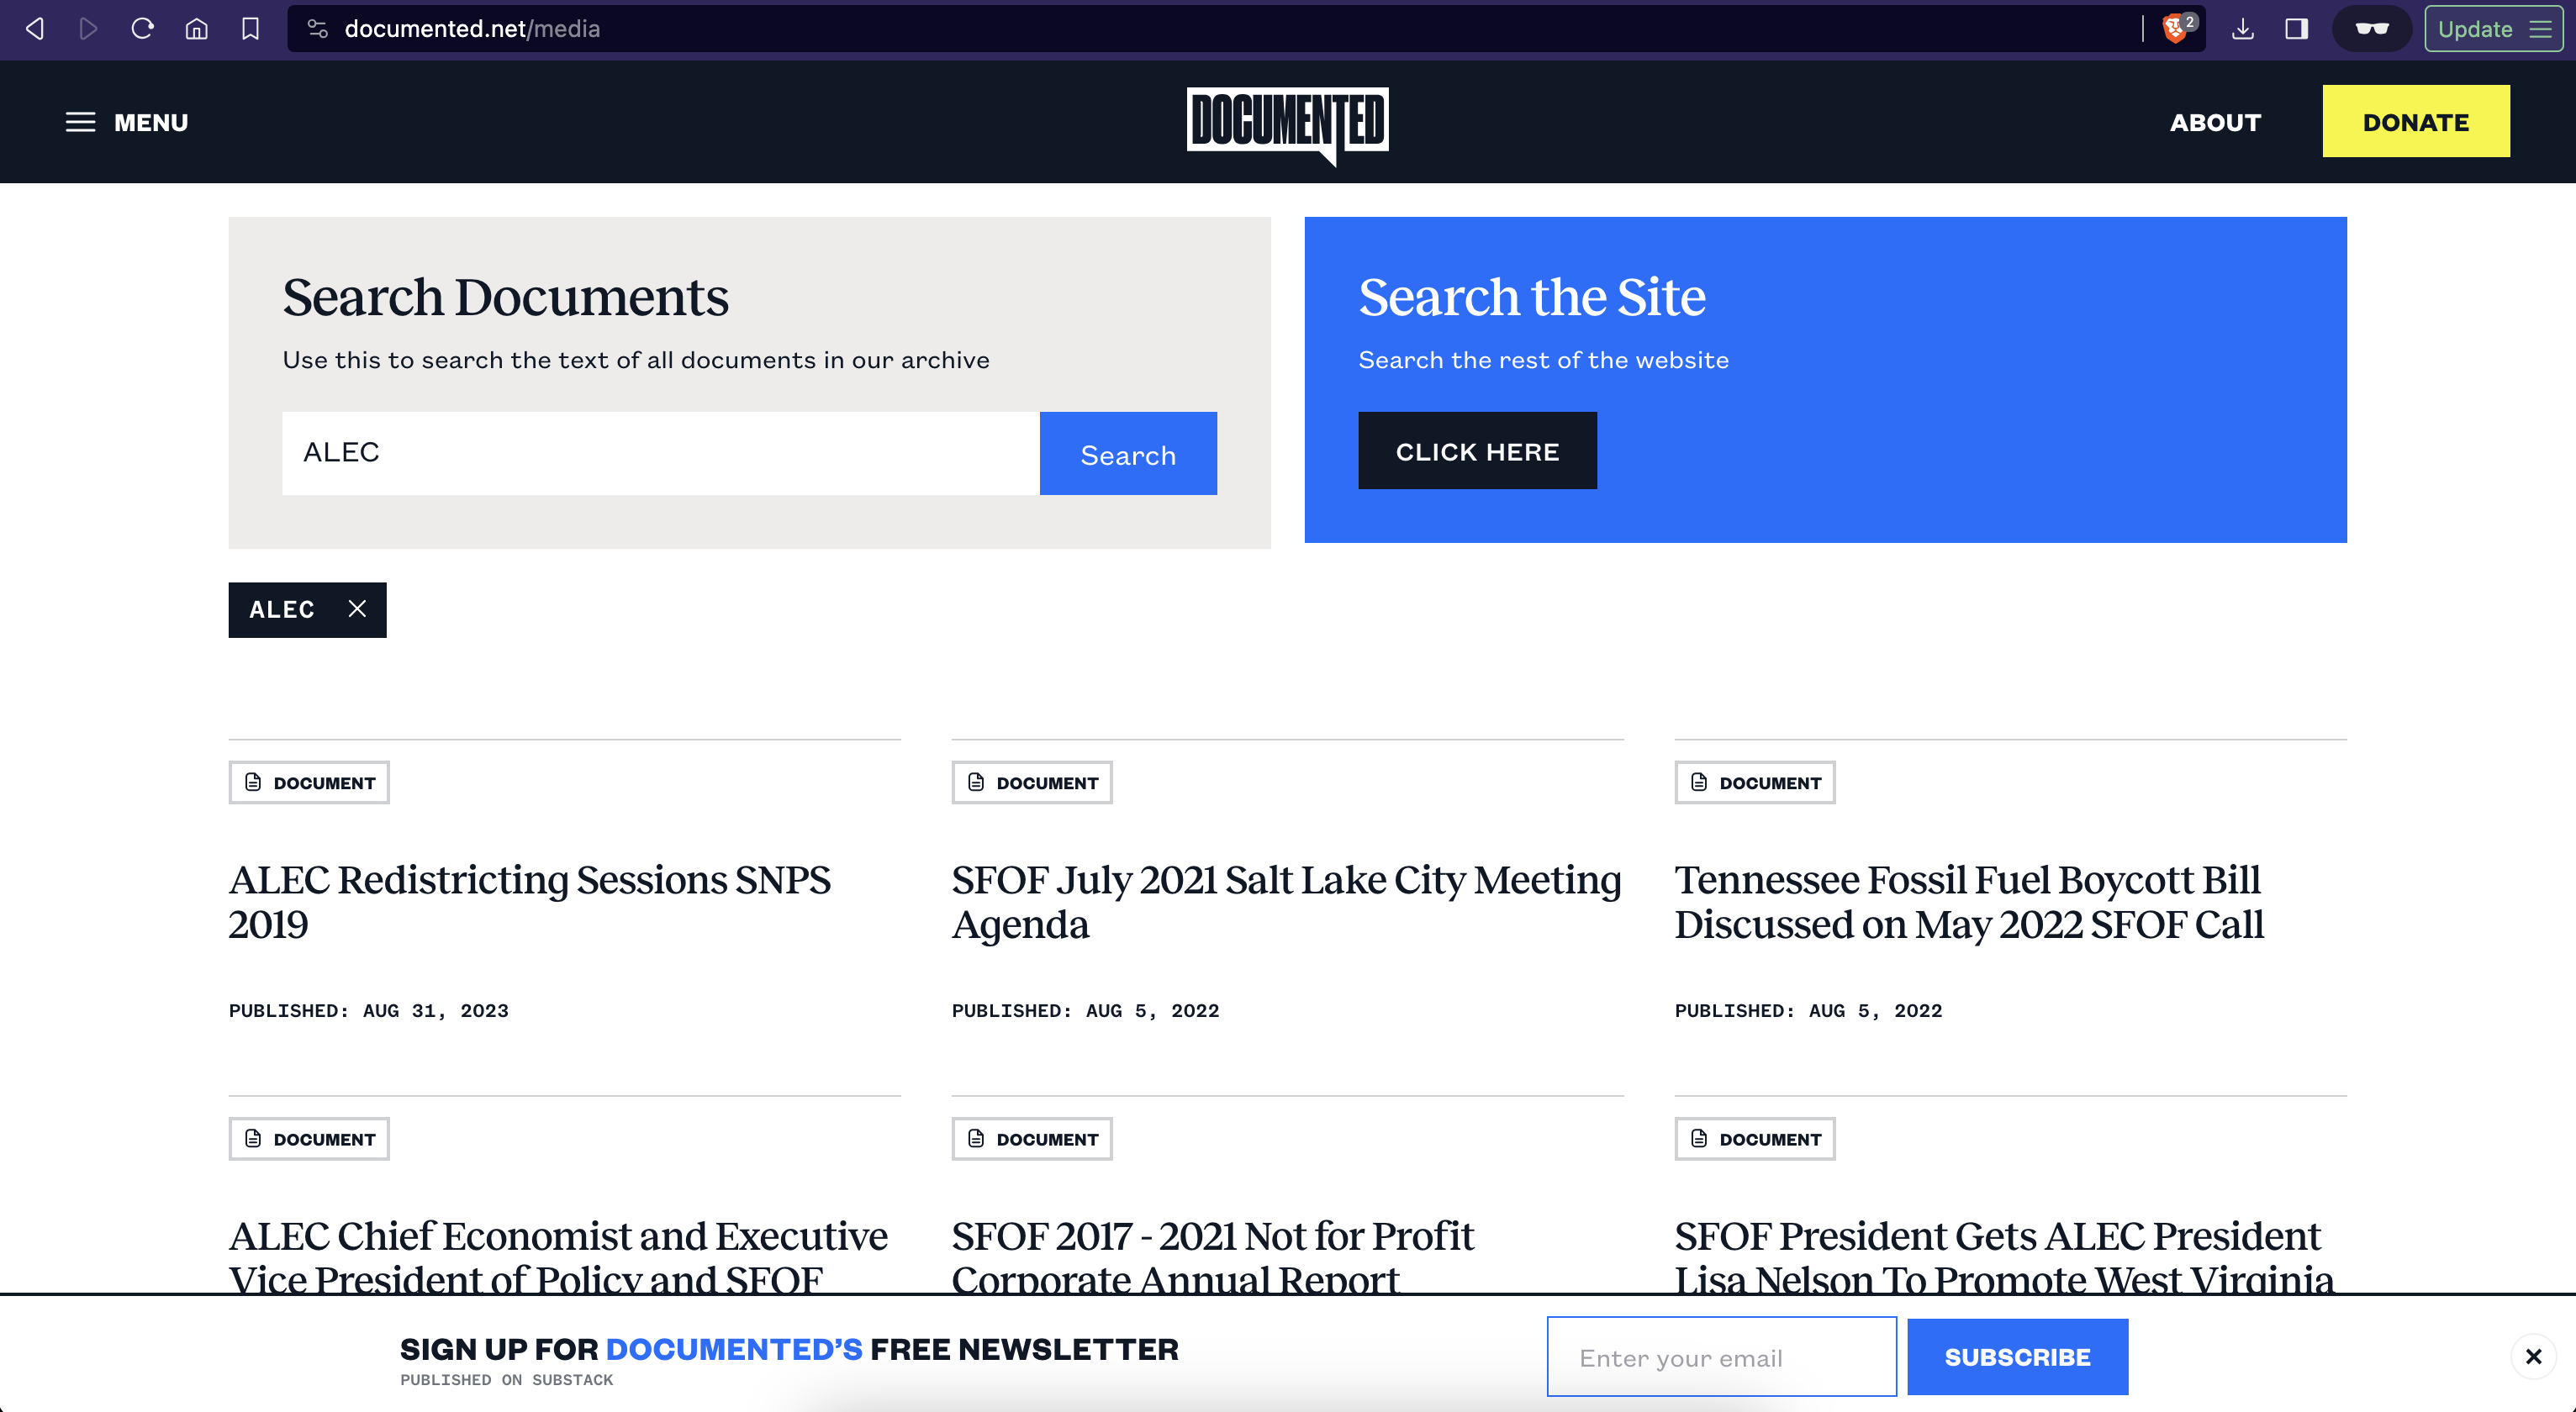 documented.net/media
2
Update
MENU
DOCUMENTED
ABOUT
DONATE
Search Documents
Use this to search the text of all documents in our archive
ALEC
Search
Search the Site
Search the rest of the website
CLICK HERE
ALEC
DOCUMENT
ALEC Redistricting Sessions SNPS
2019
PUBLISHED: AUG 31, 2023
DOCUMENT
SFOF July 2021 Salt Lake City Meeting
Agenda
PUBLISHED: AUG 5, 2022
DOCUMENT
Tennessee Fossil Fuel Boycott Bill
Discussed on May 2022 SFOF Call
PUBLISHED: AUG 5, 2022
DOCUMENT
ALEC Chief Economist and Executive
Vice President of Policy and SFOF
DOCUMENT
SFOF 2017 - 2021 Not for Profit
Corporate Annual Report
DOCUMENT
SFOF President Gets ALEC President
Lisa Nelson To Promote West Virginia
SIGN UP FOR DOCUMENTED’S FREE NEWSLETTER
PUBLISHED ON SUBSTACK
Enter your email
SUBSCRIBE